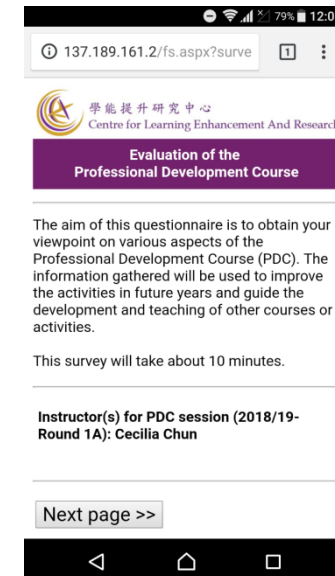 79% 12:0
137.189.161.2/fs.aspx?surve 1
學能提升研究中心
Centre for Learning Enhancement And Research
Evaluation of the
Professional Development Course
The aim of this questionnaire is to obtain your
viewpoint on various aspects of the
Professional Development Course (PDC). The
information gathered will be used to improve
the activities in future years and guide the
development and teaching of other courses or
activities.
This survey will take about 10 minutes.
Instructor(s) for PDC session (2018/19-
Round 1A): Cecilia Chun
Next page >>